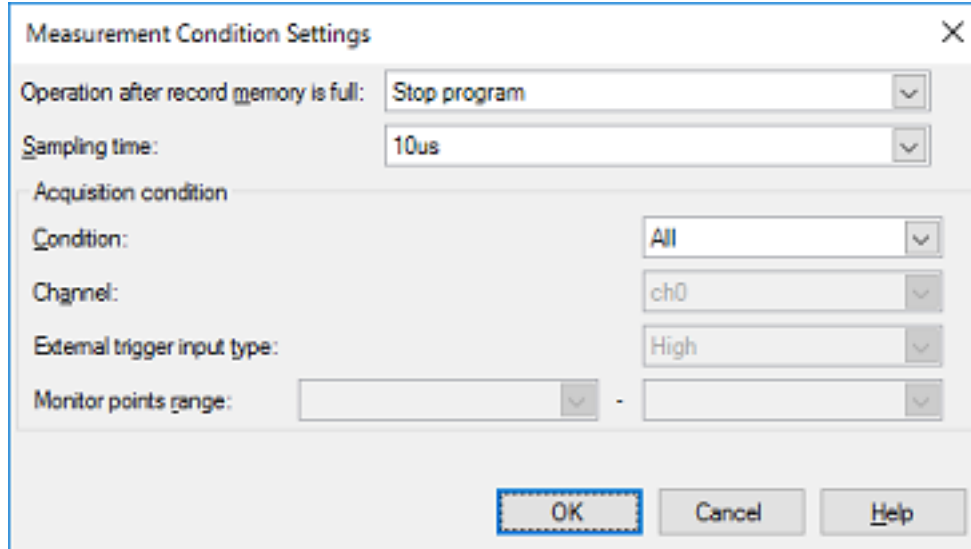 Measurement Condition Settings
Operation after record memory is full: Stop program
Sampling time: 10us
Acquisition condition
Condition: All
Channel: ch0
External trigger input type: High
Monitor points range: -
OK Cancel Help